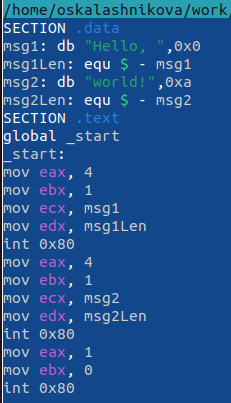 /home/oskalashnikova/work/
SECTION .data
msg1: db "Hello, ",0x0
msg1Len: equ $ - msg1
msg2: db "world!",0xa
msg2Len: equ $ - msg2
SECTION .text
global _start
_start:
mov eax, 4
mov ebx, 1
mov ecx, msg1
mov edx, msg1Len
int 0x80
mov eax, 4
mov ebx, 1
mov ecx, msg2
mov edx, msg2Len
int 0x80
mov eax, 1
mov ebx, 0
int 0x80